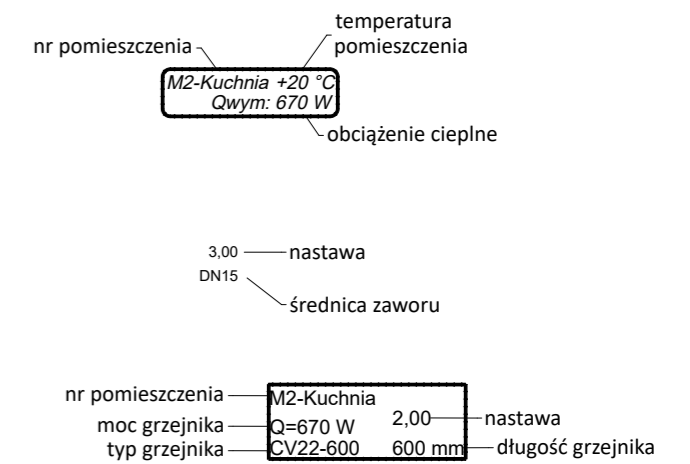 temperatura
nr pomieszczenia pomieszczenia
M2-Kuchnia +20 °C
Qwym: 670 W
obciążenie cieplne
3,00 nastawa
DN15
średnica zaworu
nr pomieszczenia M2-Kuchnia
moc grzejnika Q=670 W 2,00 nastawa
typ grzejnika CV22-600 600 mm długość grzejnika